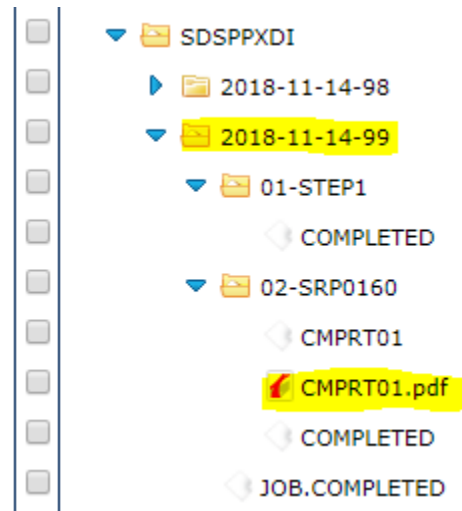 SDSPPXDI
2018-11-14-98
2018-11-14-99
01-STEP1
COMPLETED
02-SRP0160
CMPRT01
CMPRT01.pdf
COMPLETED
JOB.COMPLETED